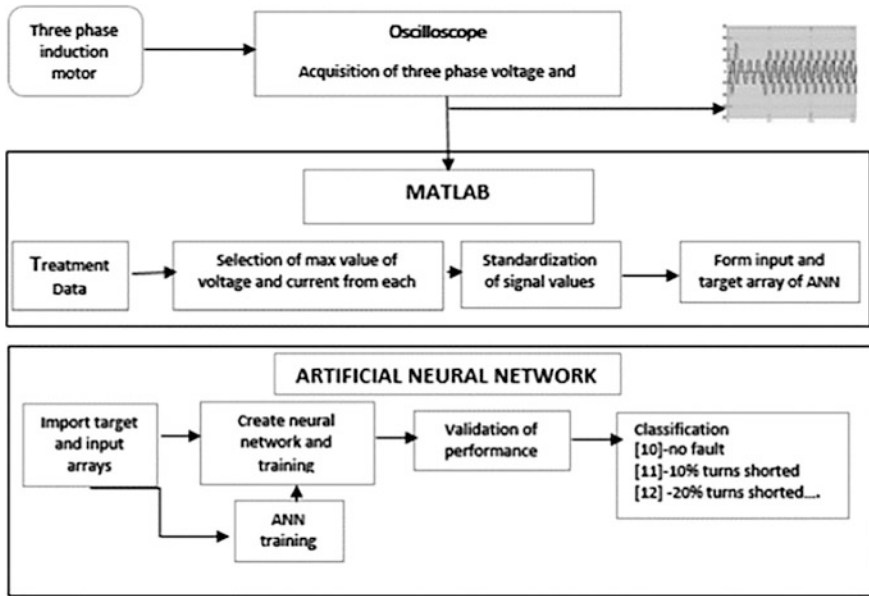 Three phase
induction
motor
Oscilloscope
Acquisition of three phase voltage and
MATLAB
Treatment
Data
Selection of max value of
voltage and current from each
Standardization
of signal values
Form input and
target array of ANN
ARTIFICIAL NEURAL NETWORK
Import target
and input
arrays
Create neural
network and
training
ANN
training
Validation of
performance
Classification
[10]-no fault
[11]-10% turns shorted
[12] -20% turns shorted....